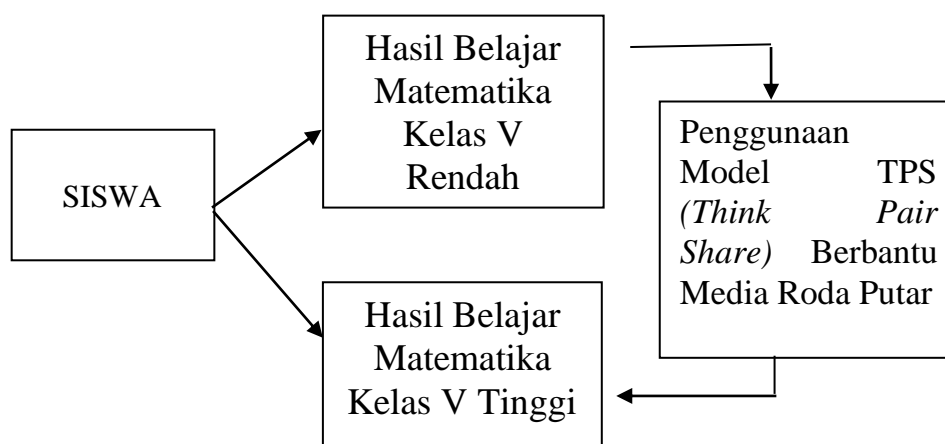 SISWA
Hasil Belajar
Matematika
Kelas V
Rendah
Penggunaan
Model TPS
(Think Pair
Share) Berbantu
Media Roda Putar
Hasil Belajar
Matematika
Kelas V Tinggi